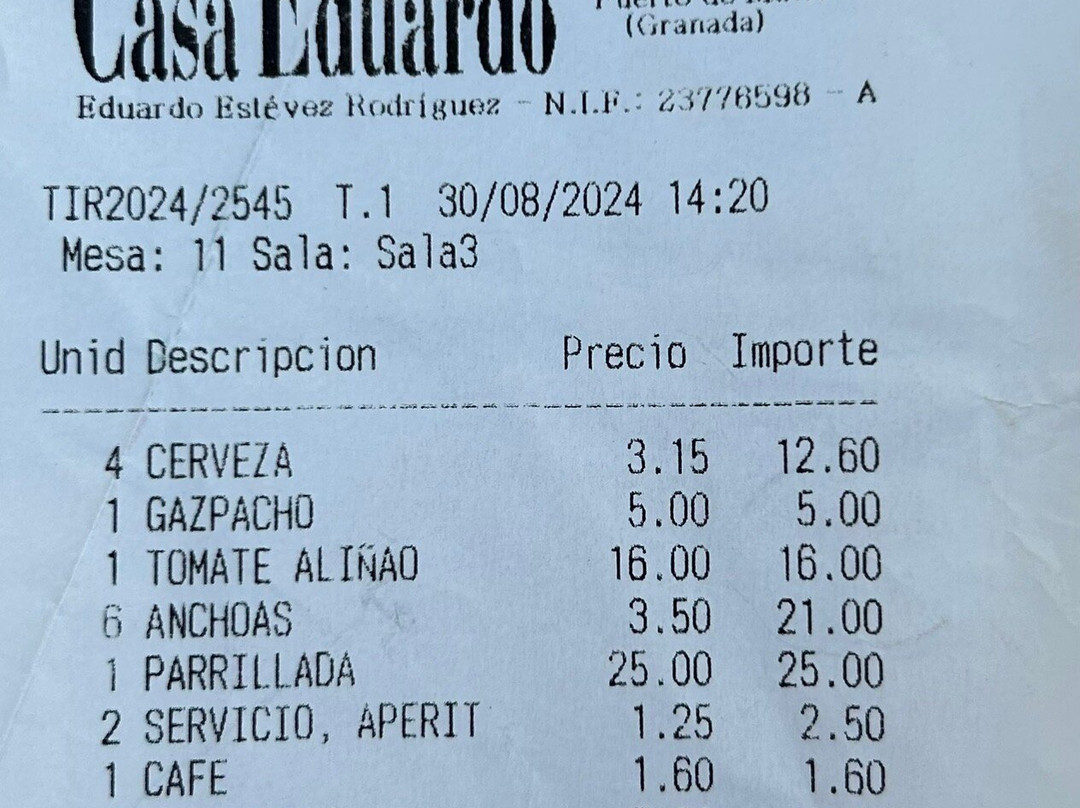 Casa Eduardo
(Granada)
Eduardo Estévez Rodríguez - N.I.F.: 23776598 - A
TIR2024/2545 T.1 30/08/2024 14:20
Mesa: 11 Sala: Sala3
Unid Descripcion Precio Importe
4 CERVEZA 3.15 12.60
1 GAZPACHO 5.00 5.00
1 TOMATE ALIÑAO 16.00 16.00
6 ANCHOAS 3.50 21.00
1 PARRILLADA 25.00 25.00
2 SERVICIO, APERIT 1.25 2.50
1 CAFE 1.60 1.60